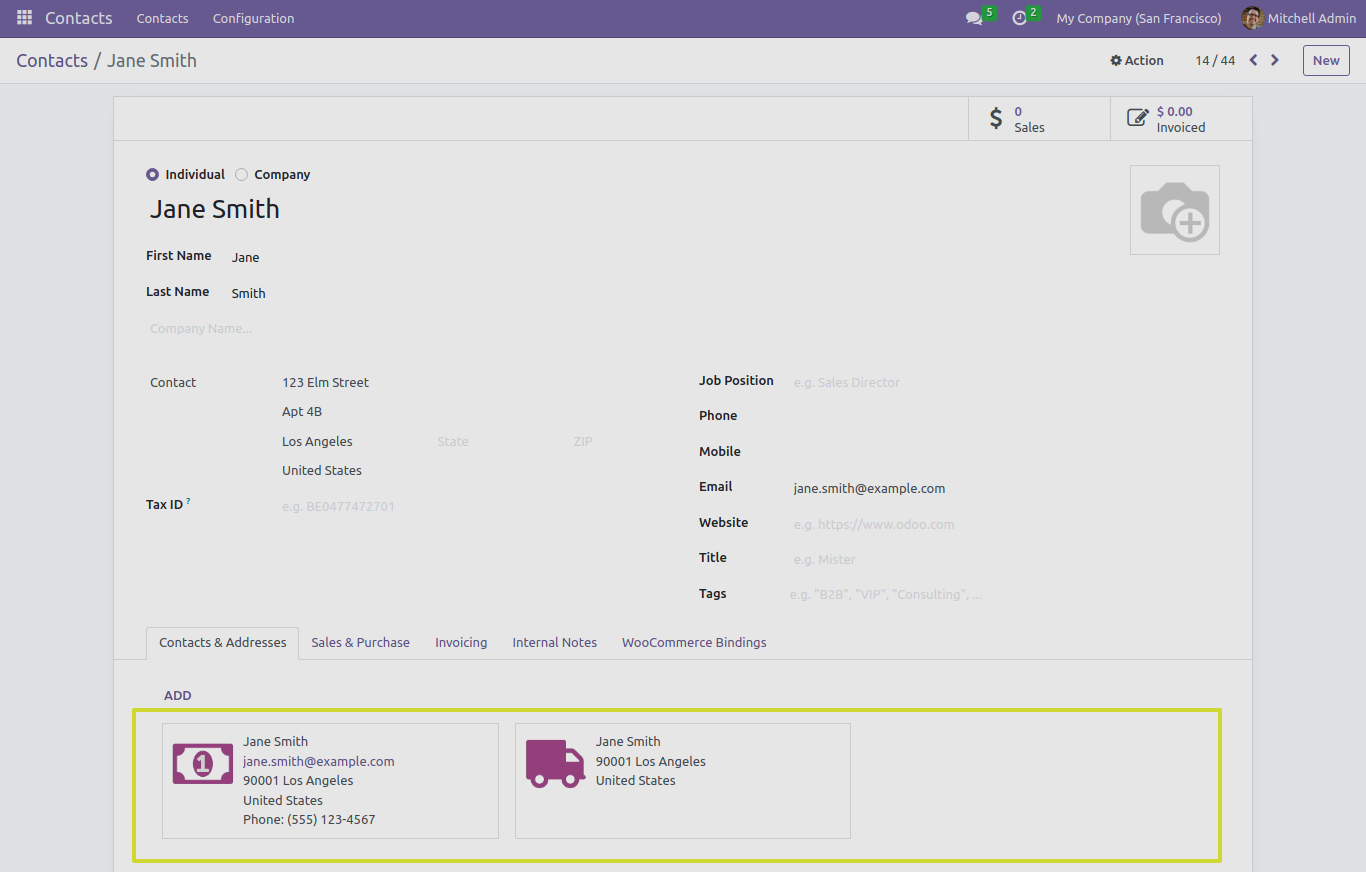 Contacts Contacts Configuration 5 2 My Company (San Francisco) Mitchell Admin
Contacts / Jane Smith Action 14 / 44 New
0
Sales
$ 0.00
Invoiced
Individual Company
Jane Smith
First Name Jane
Last Name Smith
Company Name...
Contact 123 Elm Street
Apt 4B
Los Angeles State ZIP
United States
Tax ID ? e.g. BE0477472701
Job Position e.g. Sales Director
Phone
Mobile
Email jane.smith@example.com
Website e.g. https://www.odoo.com
Title e.g. Mister
Tags e.g. "B2B", "VIP", "Consulting", ...
Contacts & Addresses Sales & Purchase Invoicing Internal Notes WooCommerce Bindings
ADD
Jane Smith
jane.smith@example.com
90001 Los Angeles
United States
Phone: (555) 123-4567
Jane Smith
90001 Los Angeles
United States